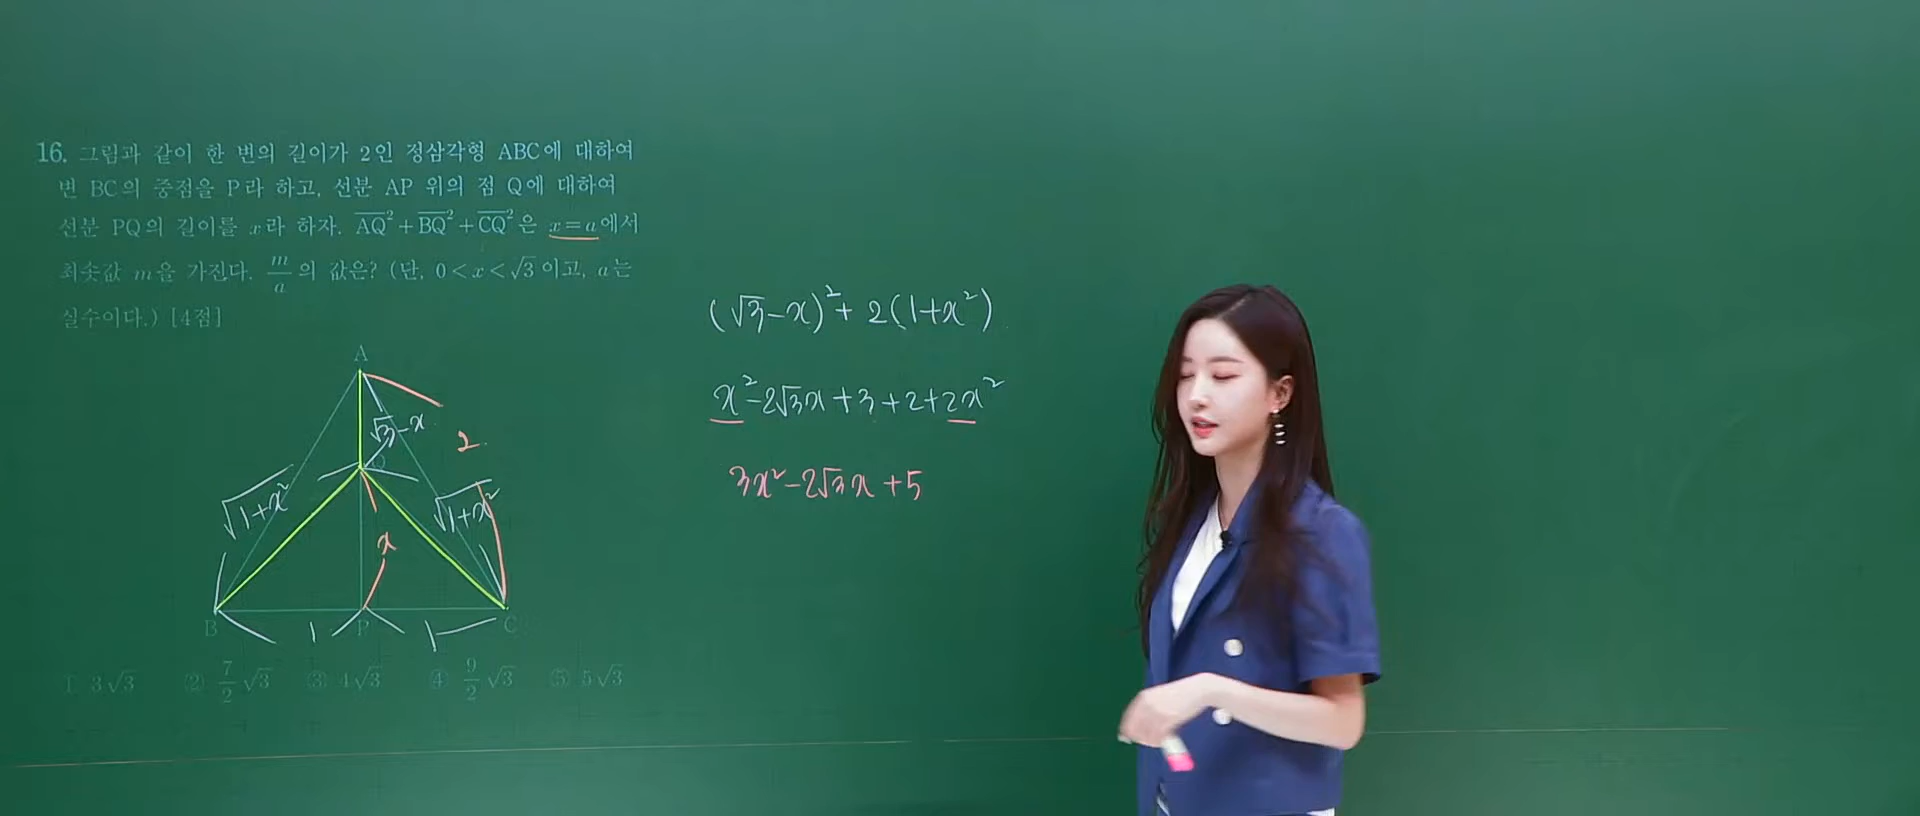 16. 그림과 같이 한 변의 길이가 2인 정삼각형 ABC에 대하여
변 BC의 중점을 P라 하고, 선분 AP 위의 점 Q에 대하여
선분 PQ의 길이를 x라 하자. AQ² + BQ² + CQ² 은 x = a에서
최솟값 m을 가진다. m/a 의 값은? (단, 0 < x < √3 이고, a는
실수이다.) [4점]
A
√3-x
2
Q
√1+x²
√1+x²
x
B
1
P
1
C
① 3√3 ② 7/2 √3 ③ 4√3 ④ 9/2 √3 ⑤ 5√3
(√3-x)² + 2(1+x²)
x²-2√3x+3+2+2x²
3x²-2√3x+5